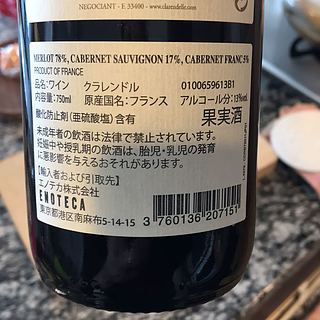 NEGOCIANT - E 33400 - www.clarendelle.com
MERLOT 78%, CABERNET SAUVIGNON 17%, CABERNET FRANC 5%
PRODUCT OF FRANCE
品名:ワイン クラレンドル 0100659613B1
内容量:750ml 原産国名:フランス アルコール分:13%
酸化防止剤(亜硫酸塩)含有 果実酒
未成年者の飲酒は法律で禁止されています。
妊娠中や授乳期の飲酒は、胎児・乳児の発育
に悪影響を与えるおそれがあります。
【輸入者および引取先】
エノテカ株式会社
ENOTECA
東京都港区南麻布5-14-15
3 760136 207151